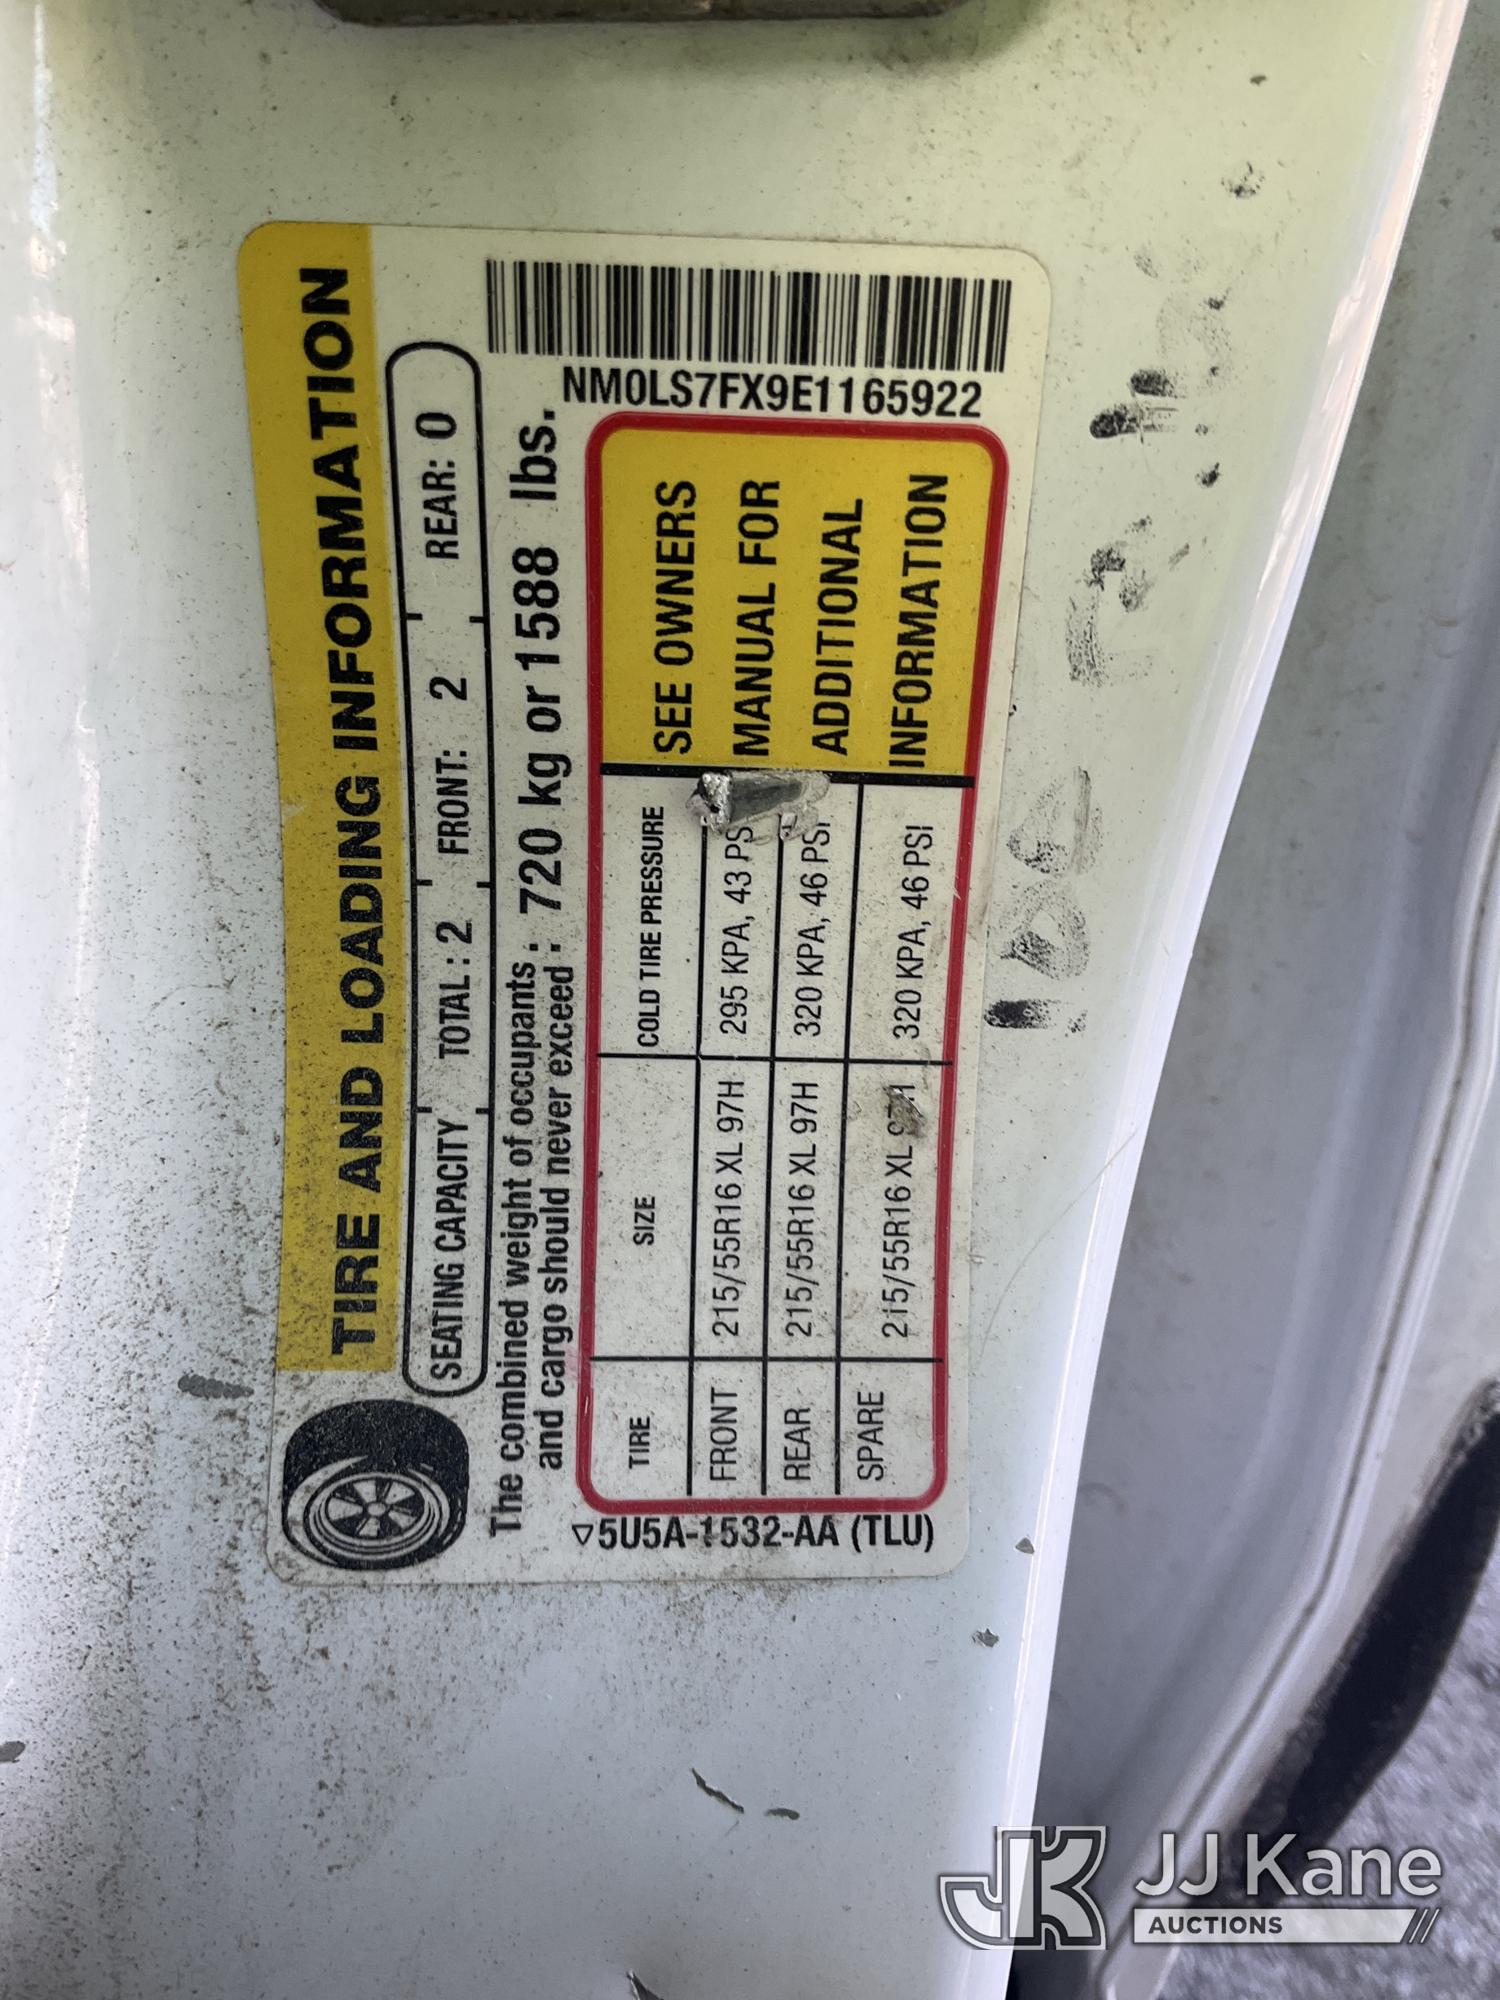 TIRE AND LOADING INFORMATION
SEATING CAPACITY TOTAL : 2 FRONT: 2 REAR: 0
The combined weight of occupants
and cargo should never exceed : 720 kg or 1588 lbs.
NM0LS7FX9E1165922
TIRE SIZE COLD TIRE PRESSURE
FRONT 215/55R16 XL 97H 295 KPA, 43 PSI
REAR 215/55R16 XL 97H 320 KPA, 46 PSI
SPARE 215/55R16 XL 97H 320 KPA, 46 PSI
SEE OWNERS
MANUAL FOR
ADDITIONAL
INFORMATION
5U5A-1532-AA (TLU)
JJ Kane
AUCTIONS